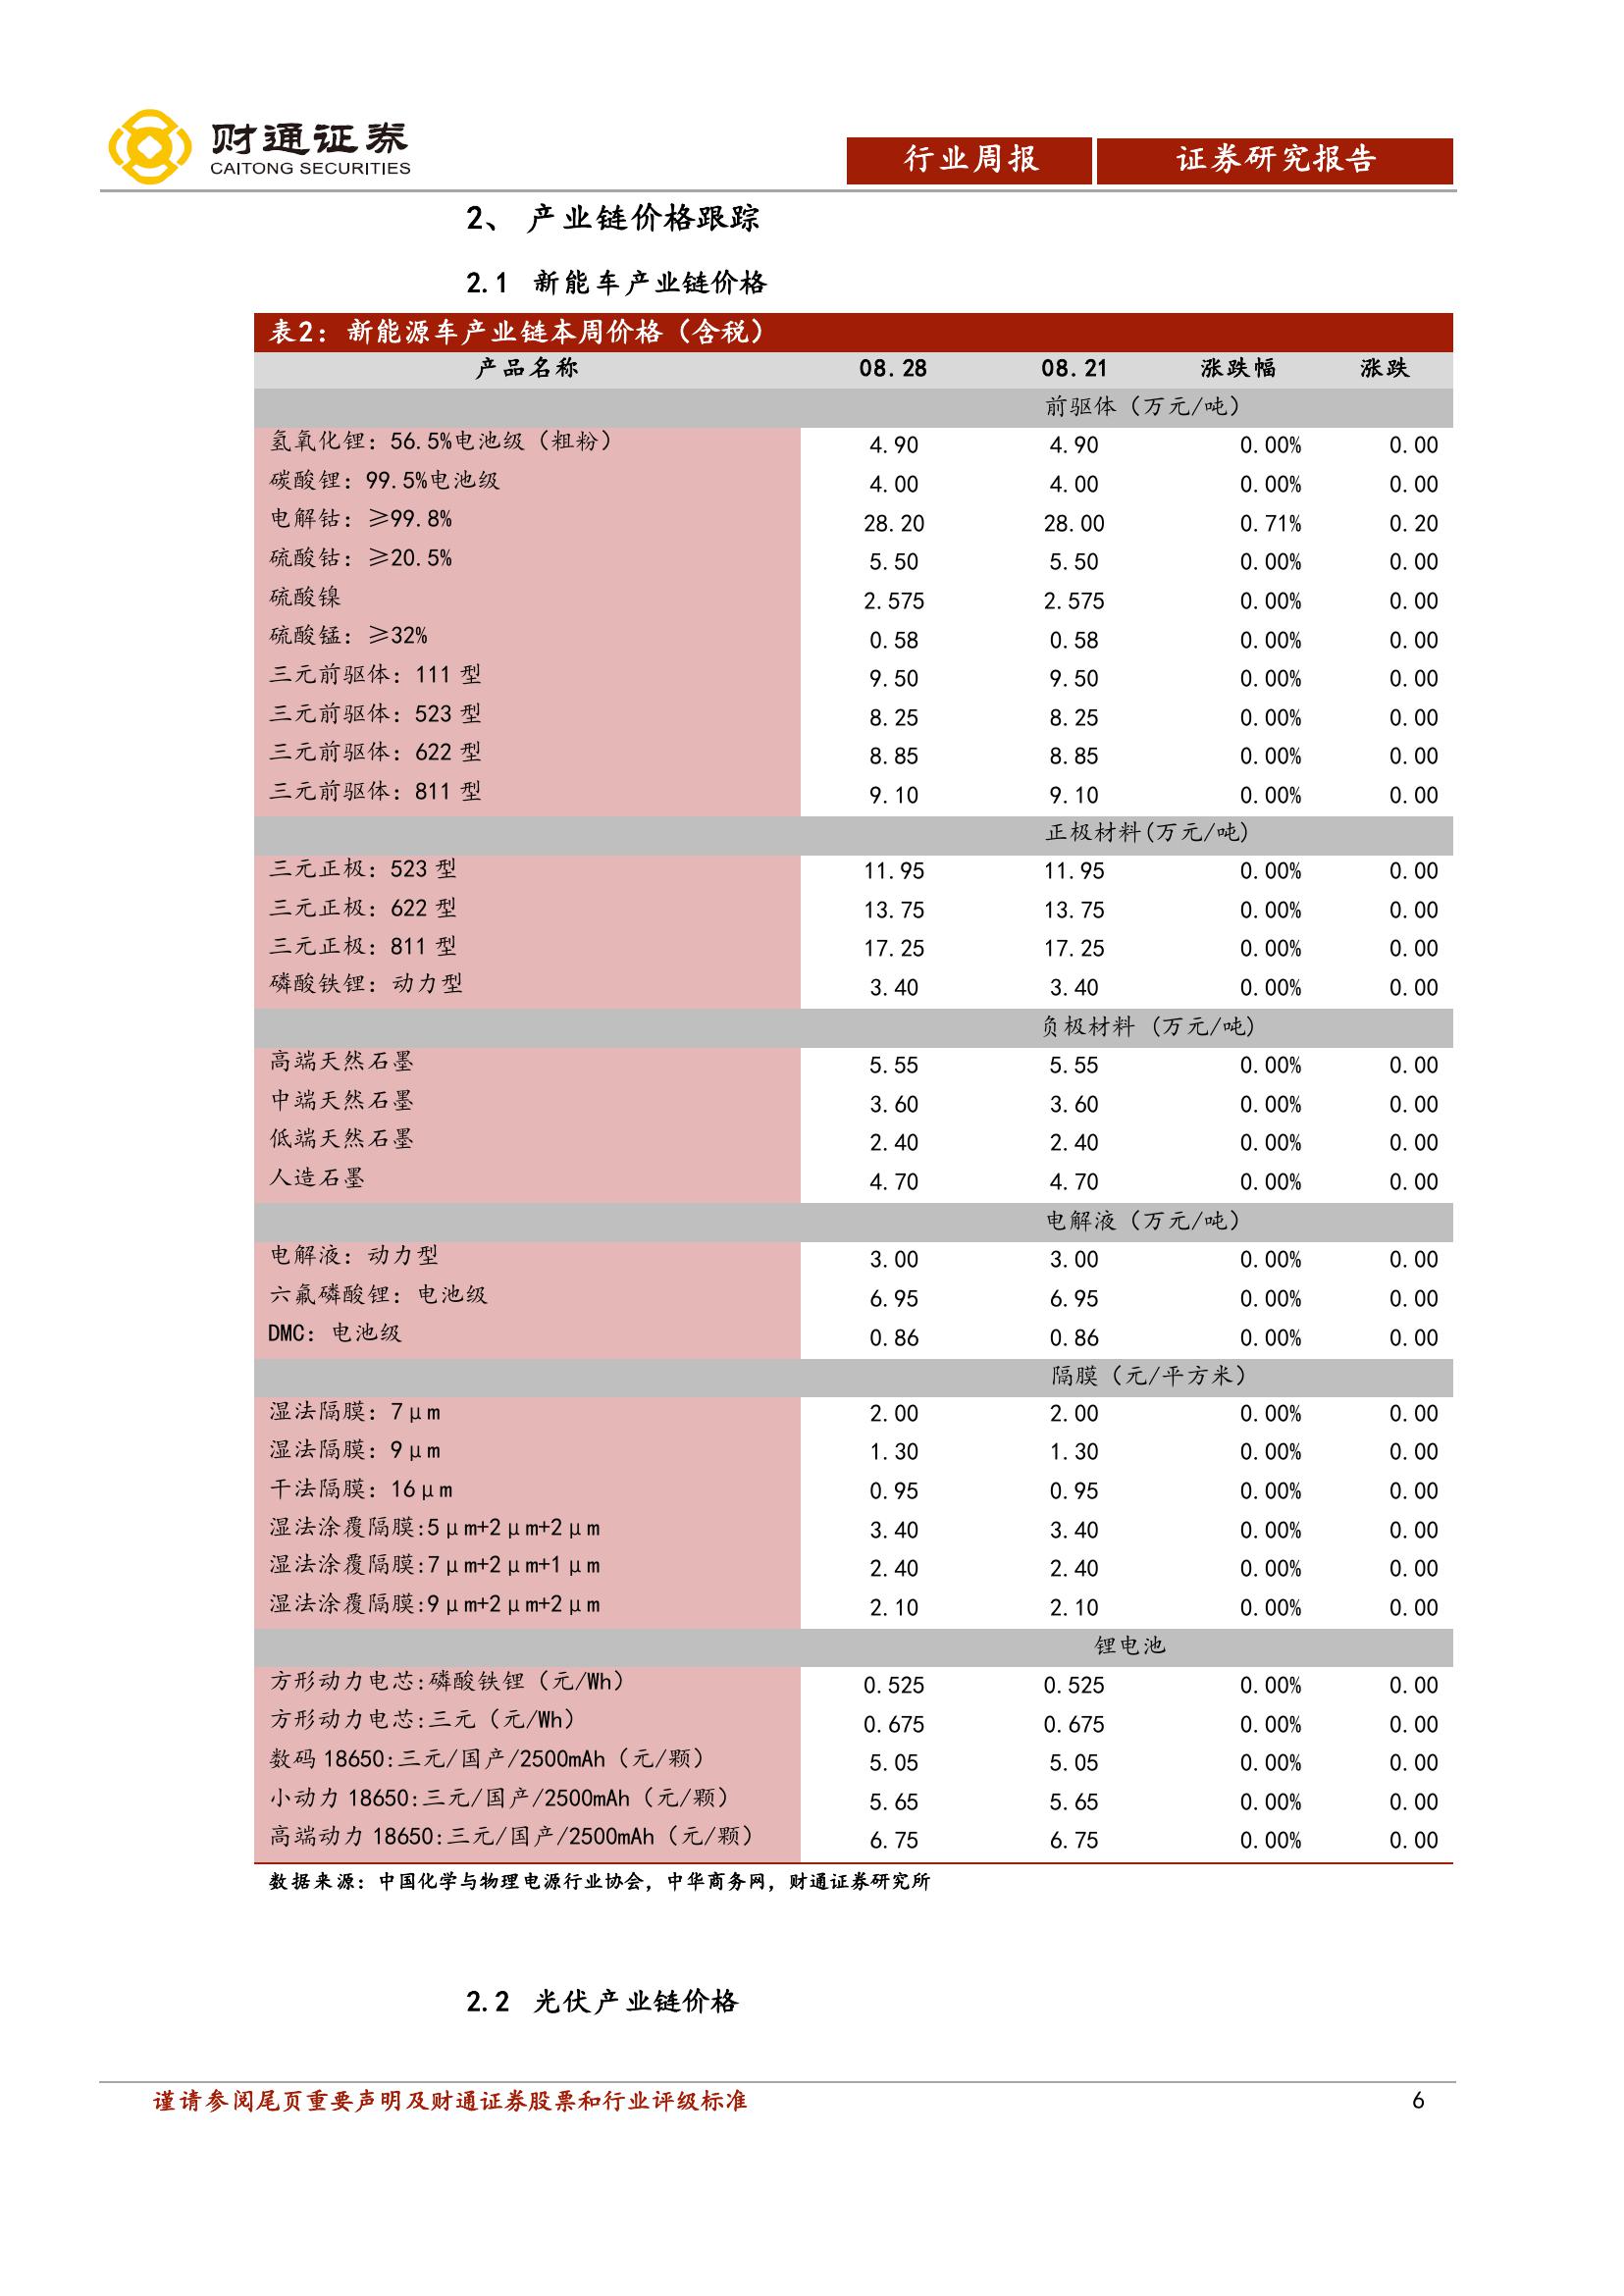 财通证券
CAITONG SECURITIES
行业周报 证券研究报告
2、 产业链价格跟踪
2.1 新能车产业链价格
表2：新能源车产业链本周价格（含税）
产品名称 08.28 08.21 涨跌幅 涨跌
前驱体（万元/吨）
氢氧化锂：56.5%电池级（粗粉） 4.90 4.90 0.00% 0.00
碳酸锂：99.5%电池级 4.00 4.00 0.00% 0.00
电解钴：≥99.8% 28.20 28.00 0.71% 0.20
硫酸钴：≥20.5% 5.50 5.50 0.00% 0.00
硫酸镍 2.575 2.575 0.00% 0.00
硫酸锰：≥32% 0.58 0.58 0.00% 0.00
三元前驱体：111 型 9.50 9.50 0.00% 0.00
三元前驱体：523 型 8.25 8.25 0.00% 0.00
三元前驱体：622 型 8.85 8.85 0.00% 0.00
三元前驱体：811 型 9.10 9.10 0.00% 0.00
正极材料(万元/吨)
三元正极：523 型 11.95 11.95 0.00% 0.00
三元正极：622 型 13.75 13.75 0.00% 0.00
三元正极：811 型 17.25 17.25 0.00% 0.00
磷酸铁锂：动力型 3.40 3.40 0.00% 0.00
负极材料 (万元/吨)
高端天然石墨 5.55 5.55 0.00% 0.00
中端天然石墨 3.60 3.60 0.00% 0.00
低端天然石墨 2.40 2.40 0.00% 0.00
人造石墨 4.70 4.70 0.00% 0.00
电解液（万元/吨）
电解液：动力型 3.00 3.00 0.00% 0.00
六氟磷酸锂：电池级 6.95 6.95 0.00% 0.00
DMC：电池级 0.86 0.86 0.00% 0.00
隔膜（元/平方米）
湿法隔膜：7μm 2.00 2.00 0.00% 0.00
湿法隔膜：9μm 1.30 1.30 0.00% 0.00
干法隔膜：16μm 0.95 0.95 0.00% 0.00
湿法涂覆隔膜:5μm+2μm+2μm 3.40 3.40 0.00% 0.00
湿法涂覆隔膜:7μm+2μm+1μm 2.40 2.40 0.00% 0.00
湿法涂覆隔膜:9μm+2μm+2μm 2.10 2.10 0.00% 0.00
锂电池
方形动力电芯:磷酸铁锂（元/Wh） 0.525 0.525 0.00% 0.00
方形动力电芯:三元（元/Wh） 0.675 0.675 0.00% 0.00
数码 18650:三元/国产/2500mAh（元/颗） 5.05 5.05 0.00% 0.00
小动力 18650:三元/国产/2500mAh（元/颗） 5.65 5.65 0.00% 0.00
高端动力 18650:三元/国产/2500mAh（元/颗） 6.75 6.75 0.00% 0.00
数据来源：中国化学与物理电源行业协会，中华商务网，财通证券研究所
2.2 光伏产业链价格
谨请参阅尾页重要声明及财通证券股票和行业评级标准 6